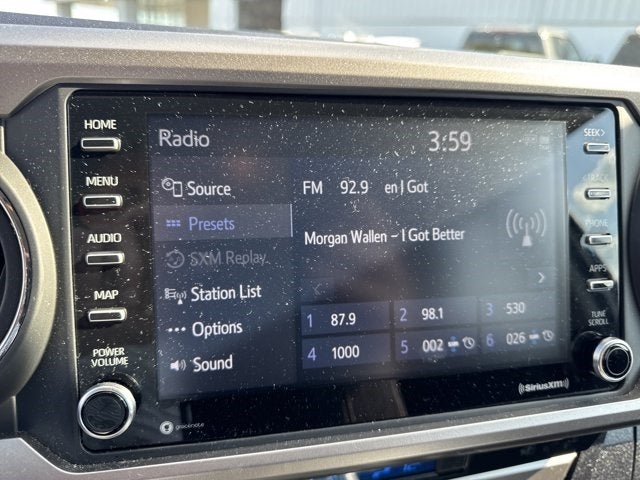 HOME
MENU
AUDIO
MAP
POWER
VOLUME
Radio
3:59
Source
Presets
SXM Replay
Station List
Options
Sound
FM 92.9 en | Got
Morgan Wallen – I Got Better
1 87.9
2 98.1
3 530
4 1000
5 002
6 026
SEEK >
TRACK
PHONE
APPS
TUNE
SCROLL
gracenote
SiriusXM